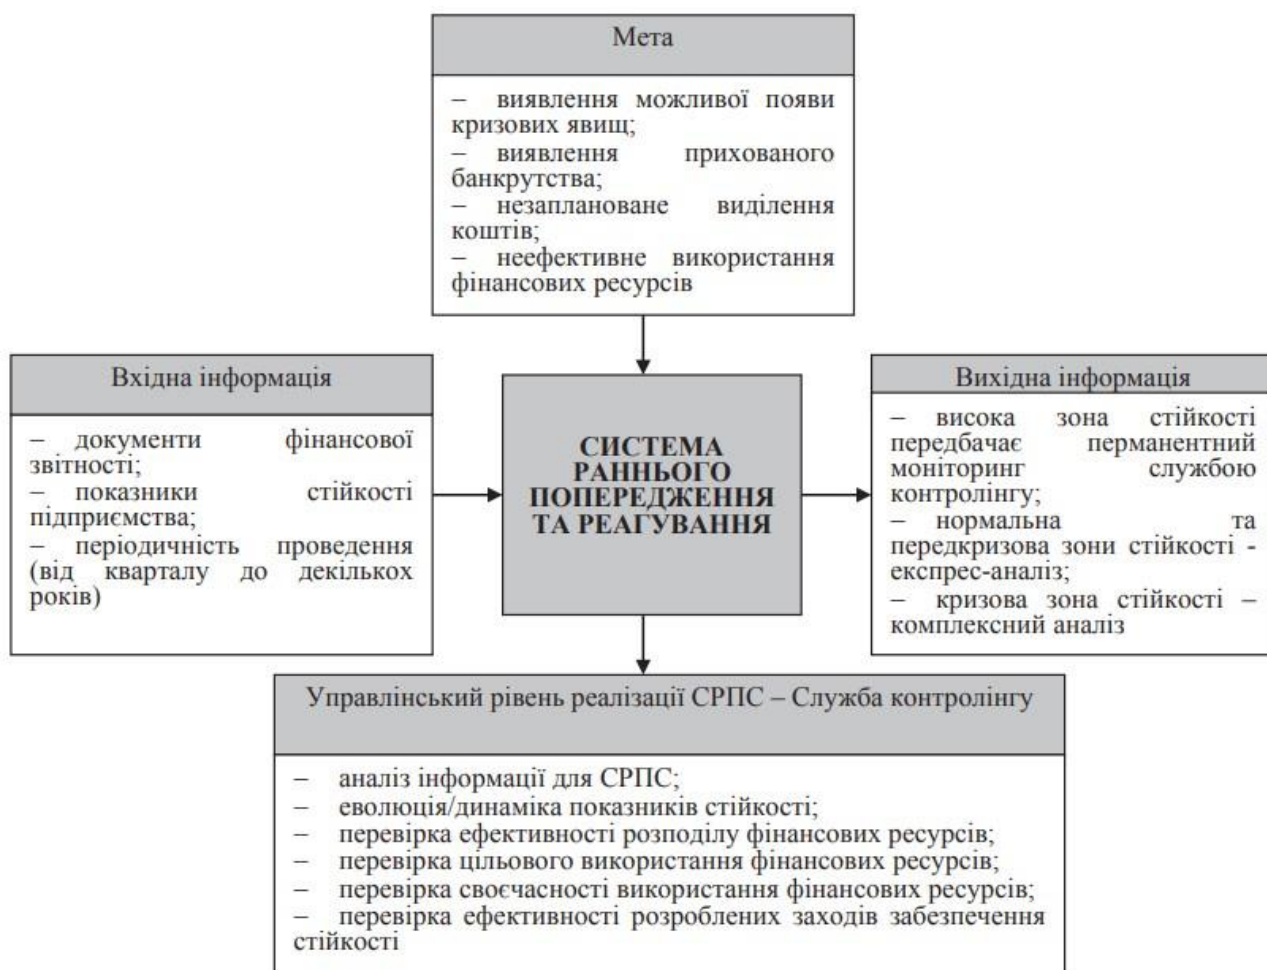 Мета
– виявлення можливої появи
кризових явищ;
– виявлення прихованого
банкрутства;
– незаплановане виділення
коштів;
– неефективне використання
фінансових ресурсів
Вхідна інформація
– документи фінансової
звітності;
– показники стійкості
підприємства;
– періодичність проведення
(від кварталу до декількох
років)
СИСТЕМА
РАННЬОГО
ПОПЕРЕДЖЕННЯ
ТА РЕАГУВАННЯ
Вихідна інформація
– висока зона стійкості
передбачає перманентний
моніторинг службою
контролінгу;
– нормальна та
передкризова зони стійкості -
експрес-аналіз;
– кризова зона стійкості –
комплексний аналіз
Управлінський рівень реалізації СРПС – Служба контролінгу
– аналіз інформації для СРПС;
– еволюція/динаміка показників стійкості;
– перевірка ефективності розподілу фінансових ресурсів;
– перевірка цільового використання фінансових ресурсів;
– перевірка своєчасності використання фінансових ресурсів;
– перевірка ефективності розроблених заходів забезпечення
стійкості